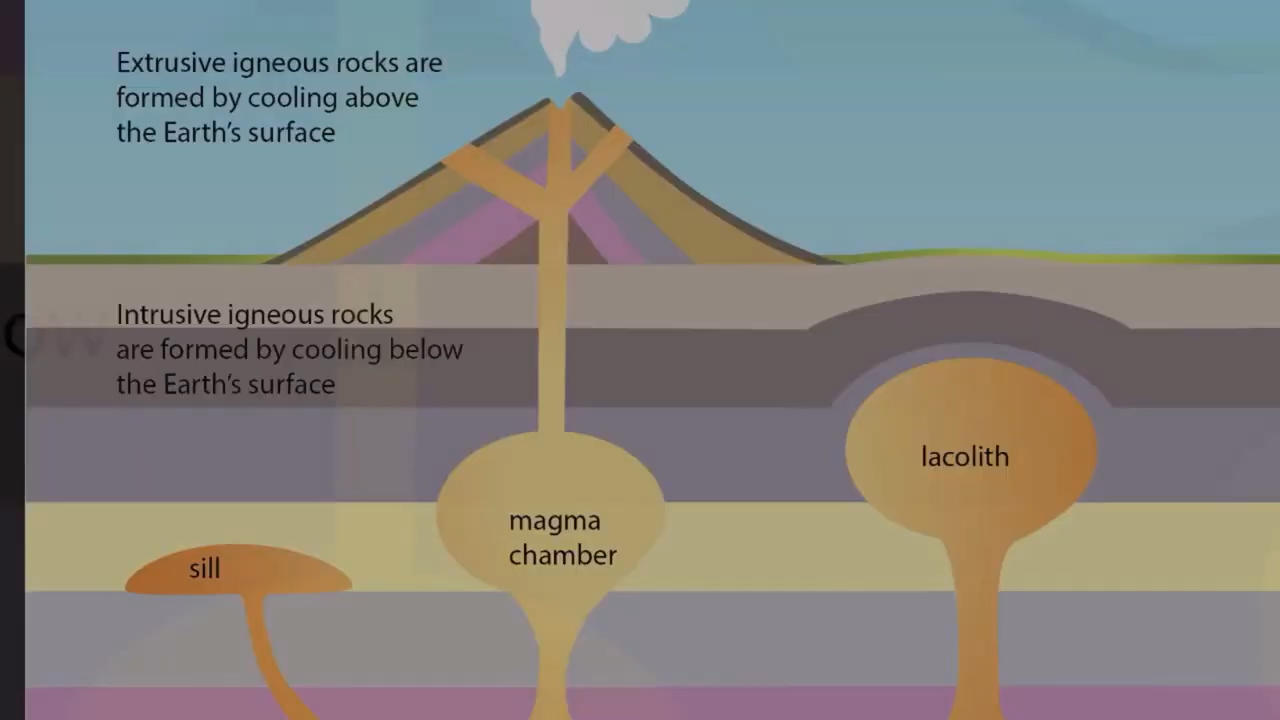 Extrusive igneous rocks are
formed by cooling above
the Earth's surface
Intrusive igneous rocks
are formed by cooling below
the Earth's surface
lacolith
magma
chamber
sill